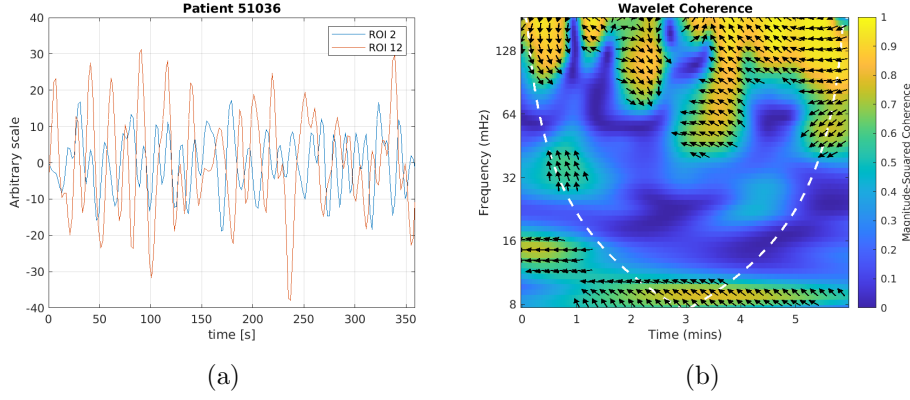 Patient 51036
40
30
20
10
0
-10
-20
-30
-40
Arbitrary scale
ROI 2
ROI 12
0 50 100 150 200 250 300 350
time [s]
(a)
Wavelet Coherence
128
64
32
16
8
Frequency (mHz)
0 1 2 3 4 5
Time (mins)
1
0.9
0.8
0.7
0.6
0.5
0.4
0.3
0.2
0.1
0
Magnitude-Squared Coherence
(b)